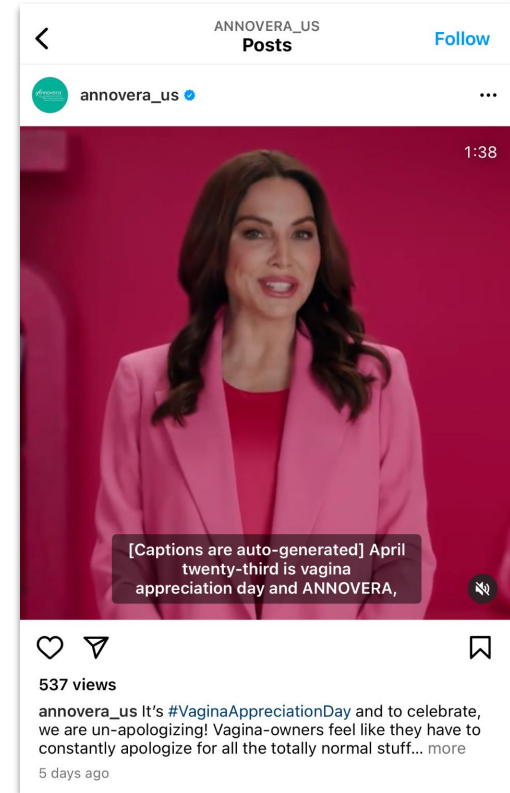 ANNOVERA_US
Posts
Follow
annovera
annovera_us
1:38
[Captions are auto-generated] April
twenty-third is vagina
appreciation day and ANNOVERA,
537 views
annovera_us It's #VaginaAppreciationDay and to celebrate,
we are un-apologizing! Vagina-owners feel like they have to
constantly apologize for all the totally normal stuff... more
5 days ago